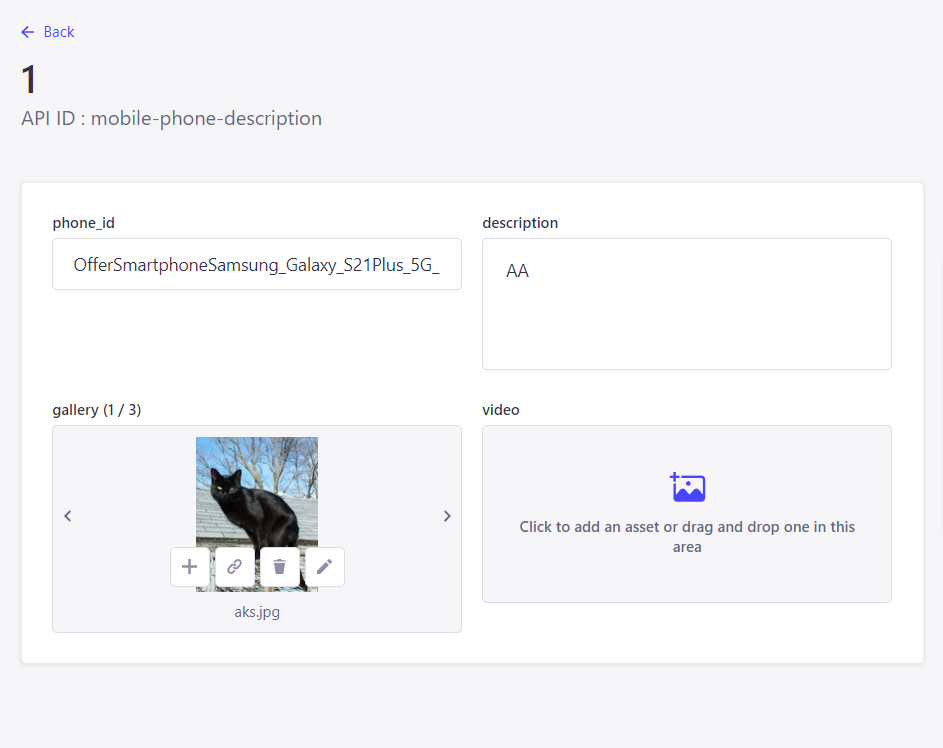 Back
1
API ID : mobile-phone-description
phone_id
OfferSmartphoneSamsung_Galaxy_S21Plus_5G_
description
AA
gallery (1 / 3)
aks.jpg
video
Click to add an asset or drag and drop one in this
area